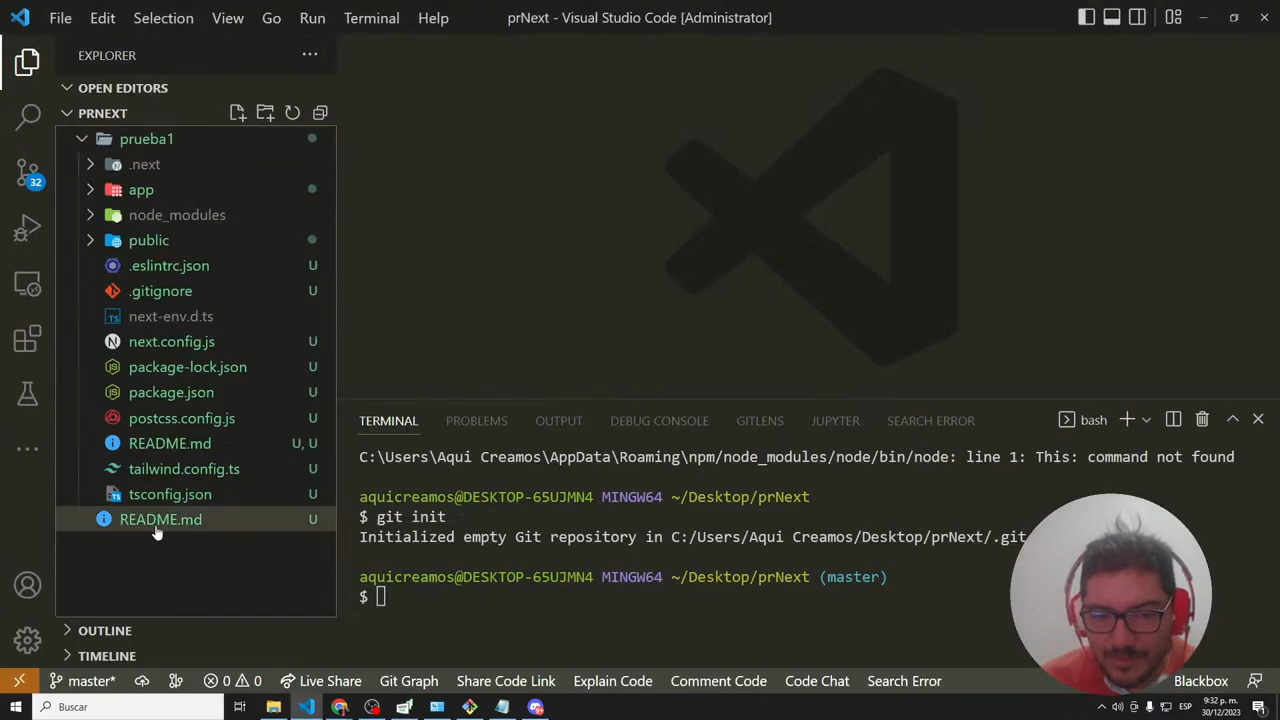 File Edit Selection View Go Run Terminal Help
prNext - Visual Studio Code [Administrator]
EXPLORER
OPEN EDITORS
PRNEXT
prueba1
.next
app
node_modules
public
.eslintrc.json U
.gitignore U
next-env.d.ts
next.config.js U
package-lock.json U
package.json U
postcss.config.js U
README.md U, U
tailwind.config.ts U
tsconfig.json U
README.md U
OUTLINE
TIMELINE
32
TERMINAL PROBLEMS OUTPUT DEBUG CONSOLE GITLENS JUPYTER SEARCH ERROR
bash
C:\Users\Aqui Creamos\AppData\Roaming\npm/node_modules/node/bin/node: line 1: This: command not found
aquicreamos@DESKTOP-65UJMN4 MINGW64 ~/Desktop/prNext
$ git init
Initialized empty Git repository in C:/Users/Aqui Creamos/Desktop/prNext/.git
aquicreamos@DESKTOP-65UJMN4 MINGW64 ~/Desktop/prNext (master)
$
master* 0 0 Live Share Git Graph Share Code Link Explain Code Comment Code Code Chat Search Error Blackbox
Buscar
ESP
9:32 p. m.
30/12/2023